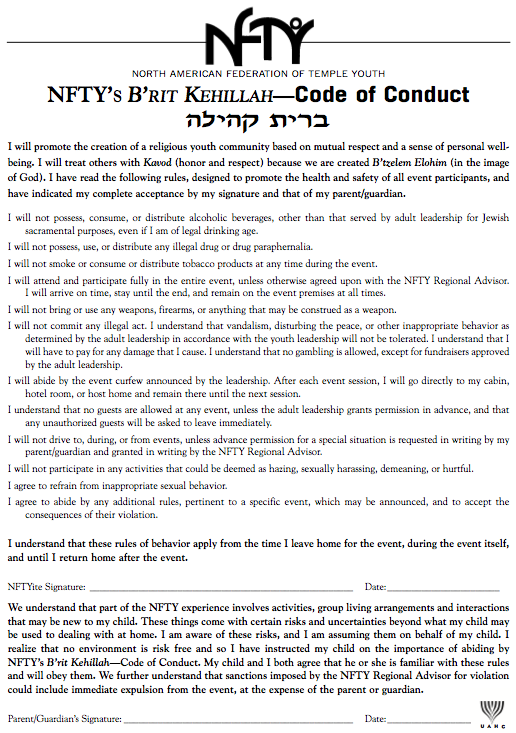 NFTY
NORTH AMERICAN FEDERATION OF TEMPLE YOUTH
NFTY'S B'RIT KEHILLAH—Code of Conduct
ברית קהילה
I will promote the creation of a religious youth community based on mutual respect and a sense of personal well-
being. I will treat others with Kavod (honor and respect) because we are created B'tzelem Elohim (in the image
of God). I have read the following rules, designed to promote the health and safety of all event participants, and
have indicated my complete acceptance by my signature and that of my parent/guardian.
I will not possess, consume, or distribute alcoholic beverages, other than that served by adult leadership for Jewish
sacramental purposes, even if I am of legal drinking age.
I will not possess, use, or distribute any illegal drug or drug paraphernalia.
I will not smoke or consume or distribute tobacco products at any time during the event.
I will attend and participate fully in the entire event, unless otherwise agreed upon with the NFTY Regional Advisor.
I will arrive on time, stay until the end, and remain on the event premises at all times.
I will not bring or use any weapons, firearms, or anything that may be construed as a weapon.
I will not commit any illegal act. I understand that vandalism, disturbing the peace, or other inappropriate behavior as
determined by the adult leadership in accordance with the youth leadership will not be tolerated. I understand that I
will have to pay for any damage that I cause. I understand that no gambling is allowed, except for fundraisers approved
by the adult leadership.
I will abide by the event curfew announced by the leadership. After each event session, I will go directly to my cabin,
hotel room, or host home and remain there until the next session.
I understand that no guests are allowed at any event, unless the adult leadership grants permission in advance, and that
any unauthorized guests will be asked to leave immediately.
I will not drive to, during, or from events, unless advance permission for a special situation is requested in writing by my
parent/guardian and granted in writing by the NFTY Regional Advisor.
I will not participate in any activities that could be deemed as hazing, sexually harassing, demeaning, or hurtful.
I agree to refrain from inappropriate sexual behavior.
I agree to abide by any additional rules, pertinent to a specific event, which may be announced, and to accept the
consequences of their violation.
I understand that these rules of behavior apply from the time I leave home for the event, during the event itself,
and until I return home after the event.
NFTYite Signature: ______ Date:______
We understand that part of the NFTY experience involves activities, group living arrangements and interactions
that may be new to my child. These things come with certain risks and uncertainties beyond what my child may
be used to dealing with at home. I am aware of these risks, and I am assuming them on behalf of my child. I
realize that no environment is risk free and so I have instructed my child on the importance of abiding by
NFTY's B'rit Kehillah—Code of Conduct. My child and I both agree that he or she is familiar with these rules
and will obey them. We further understand that sanctions imposed by the NFTY Regional Advisor for violation
could include immediate expulsion from the event, at the expense of the parent or guardian.
Parent/Guardian's Signature: ______ Date:______
UAHC